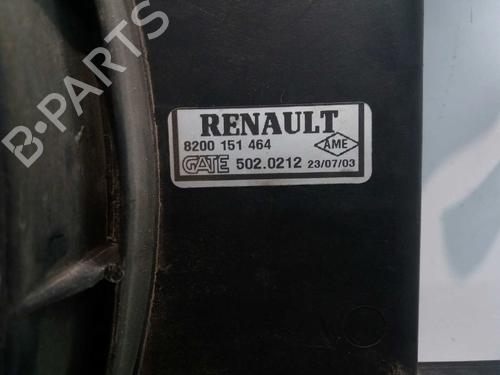 B-PARTS
RENAULT
8200 151 464
AME
GATE 502.0212 23/07/03